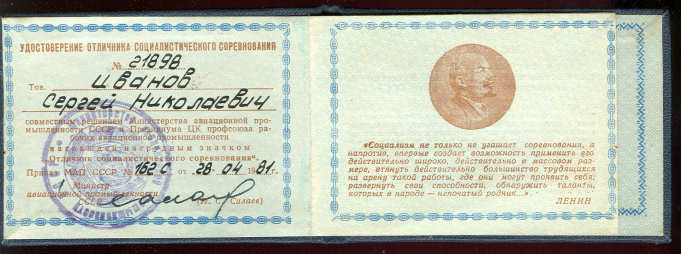 УДОСТОВЕРЕНИЕ ОТЛИЧНИКА СОЦИАЛИСТИЧЕСКОГО СОРЕВНОВАНИЯ
№ 21898
Тов. Иванов
Сергей Николаевич
совместным решением Министерства авиационной про-
мышленности СССР и Президиума ЦК профсоюза ра-
бочих авиационной промышленности
награжден нагрудным значком
"Отличник социалистического соревнования"
Приказ МАП СССР № 152 С от 28.04 1981 г.
Министр
авиационной промышленности
СССР
(И. С. Силаев)
«Социализм не только не угашает соревнования, а
напротив, впервые создает возможность применить его
действительно широко, действительно в массовом раз-
мере, втянуть действительно большинство трудящихся
на арену такой работы, где они могут проявить себя,
развернуть свои способности, обнаружить таланты,
которых в народе — непочатый родник...»
ЛЕНИН